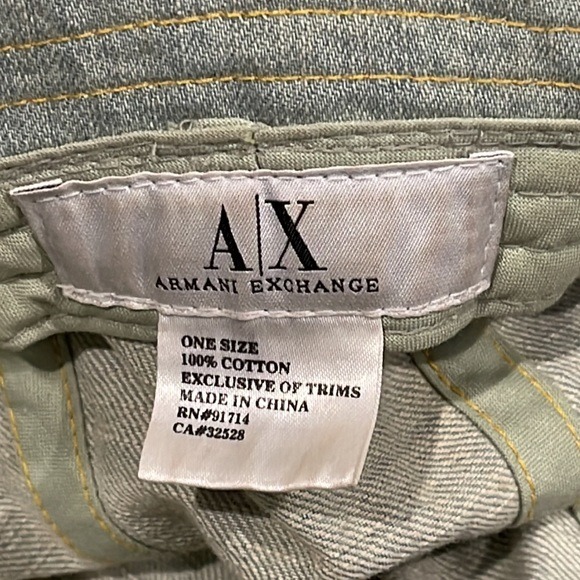 A|X
ARMANI EXCHANGE
ONE SIZE
100% COTTON
EXCLUSIVE OF TRIMS
MADE IN CHINA
RN#91714
CA#32528